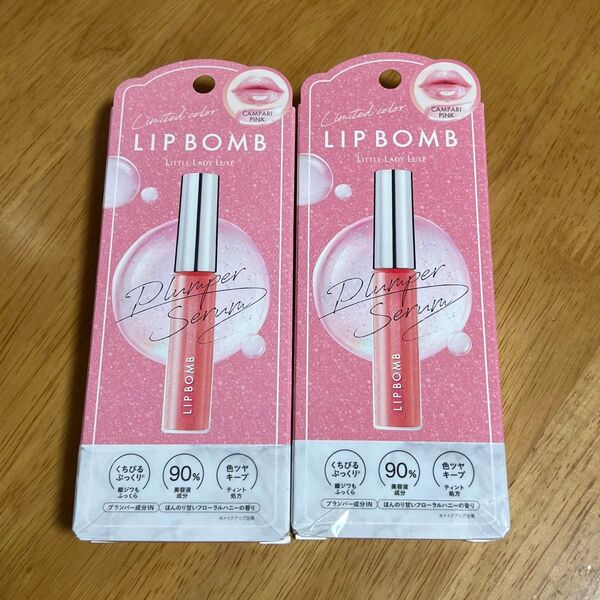 Limited color
CAMPARI
PINK
LIP BOMB
LITTLE LADY LUXE
Plumper
Serum
LIP BOMB
くちびる
ぷっくり※
縦ジワも
ふっくら
90%
美容液
成分
色ツヤ
キープ
ティント
処方
プランパー成分IN
ほんのり甘いフローラルハニーの香り
※メイクアップ効果
Limited color
CAMPARI
PINK
LIP BOMB
LITTLE LADY LUXE
Plumper
Serum
LIP BOMB
くちびる
ぷっくり※
縦ジワも
ふっくら
90%
美容液
成分
色ツヤ
キープ
ティント
処方
プランパー成分IN
ほんのり甘いフローラルハニーの香り
※メイクアップ効果